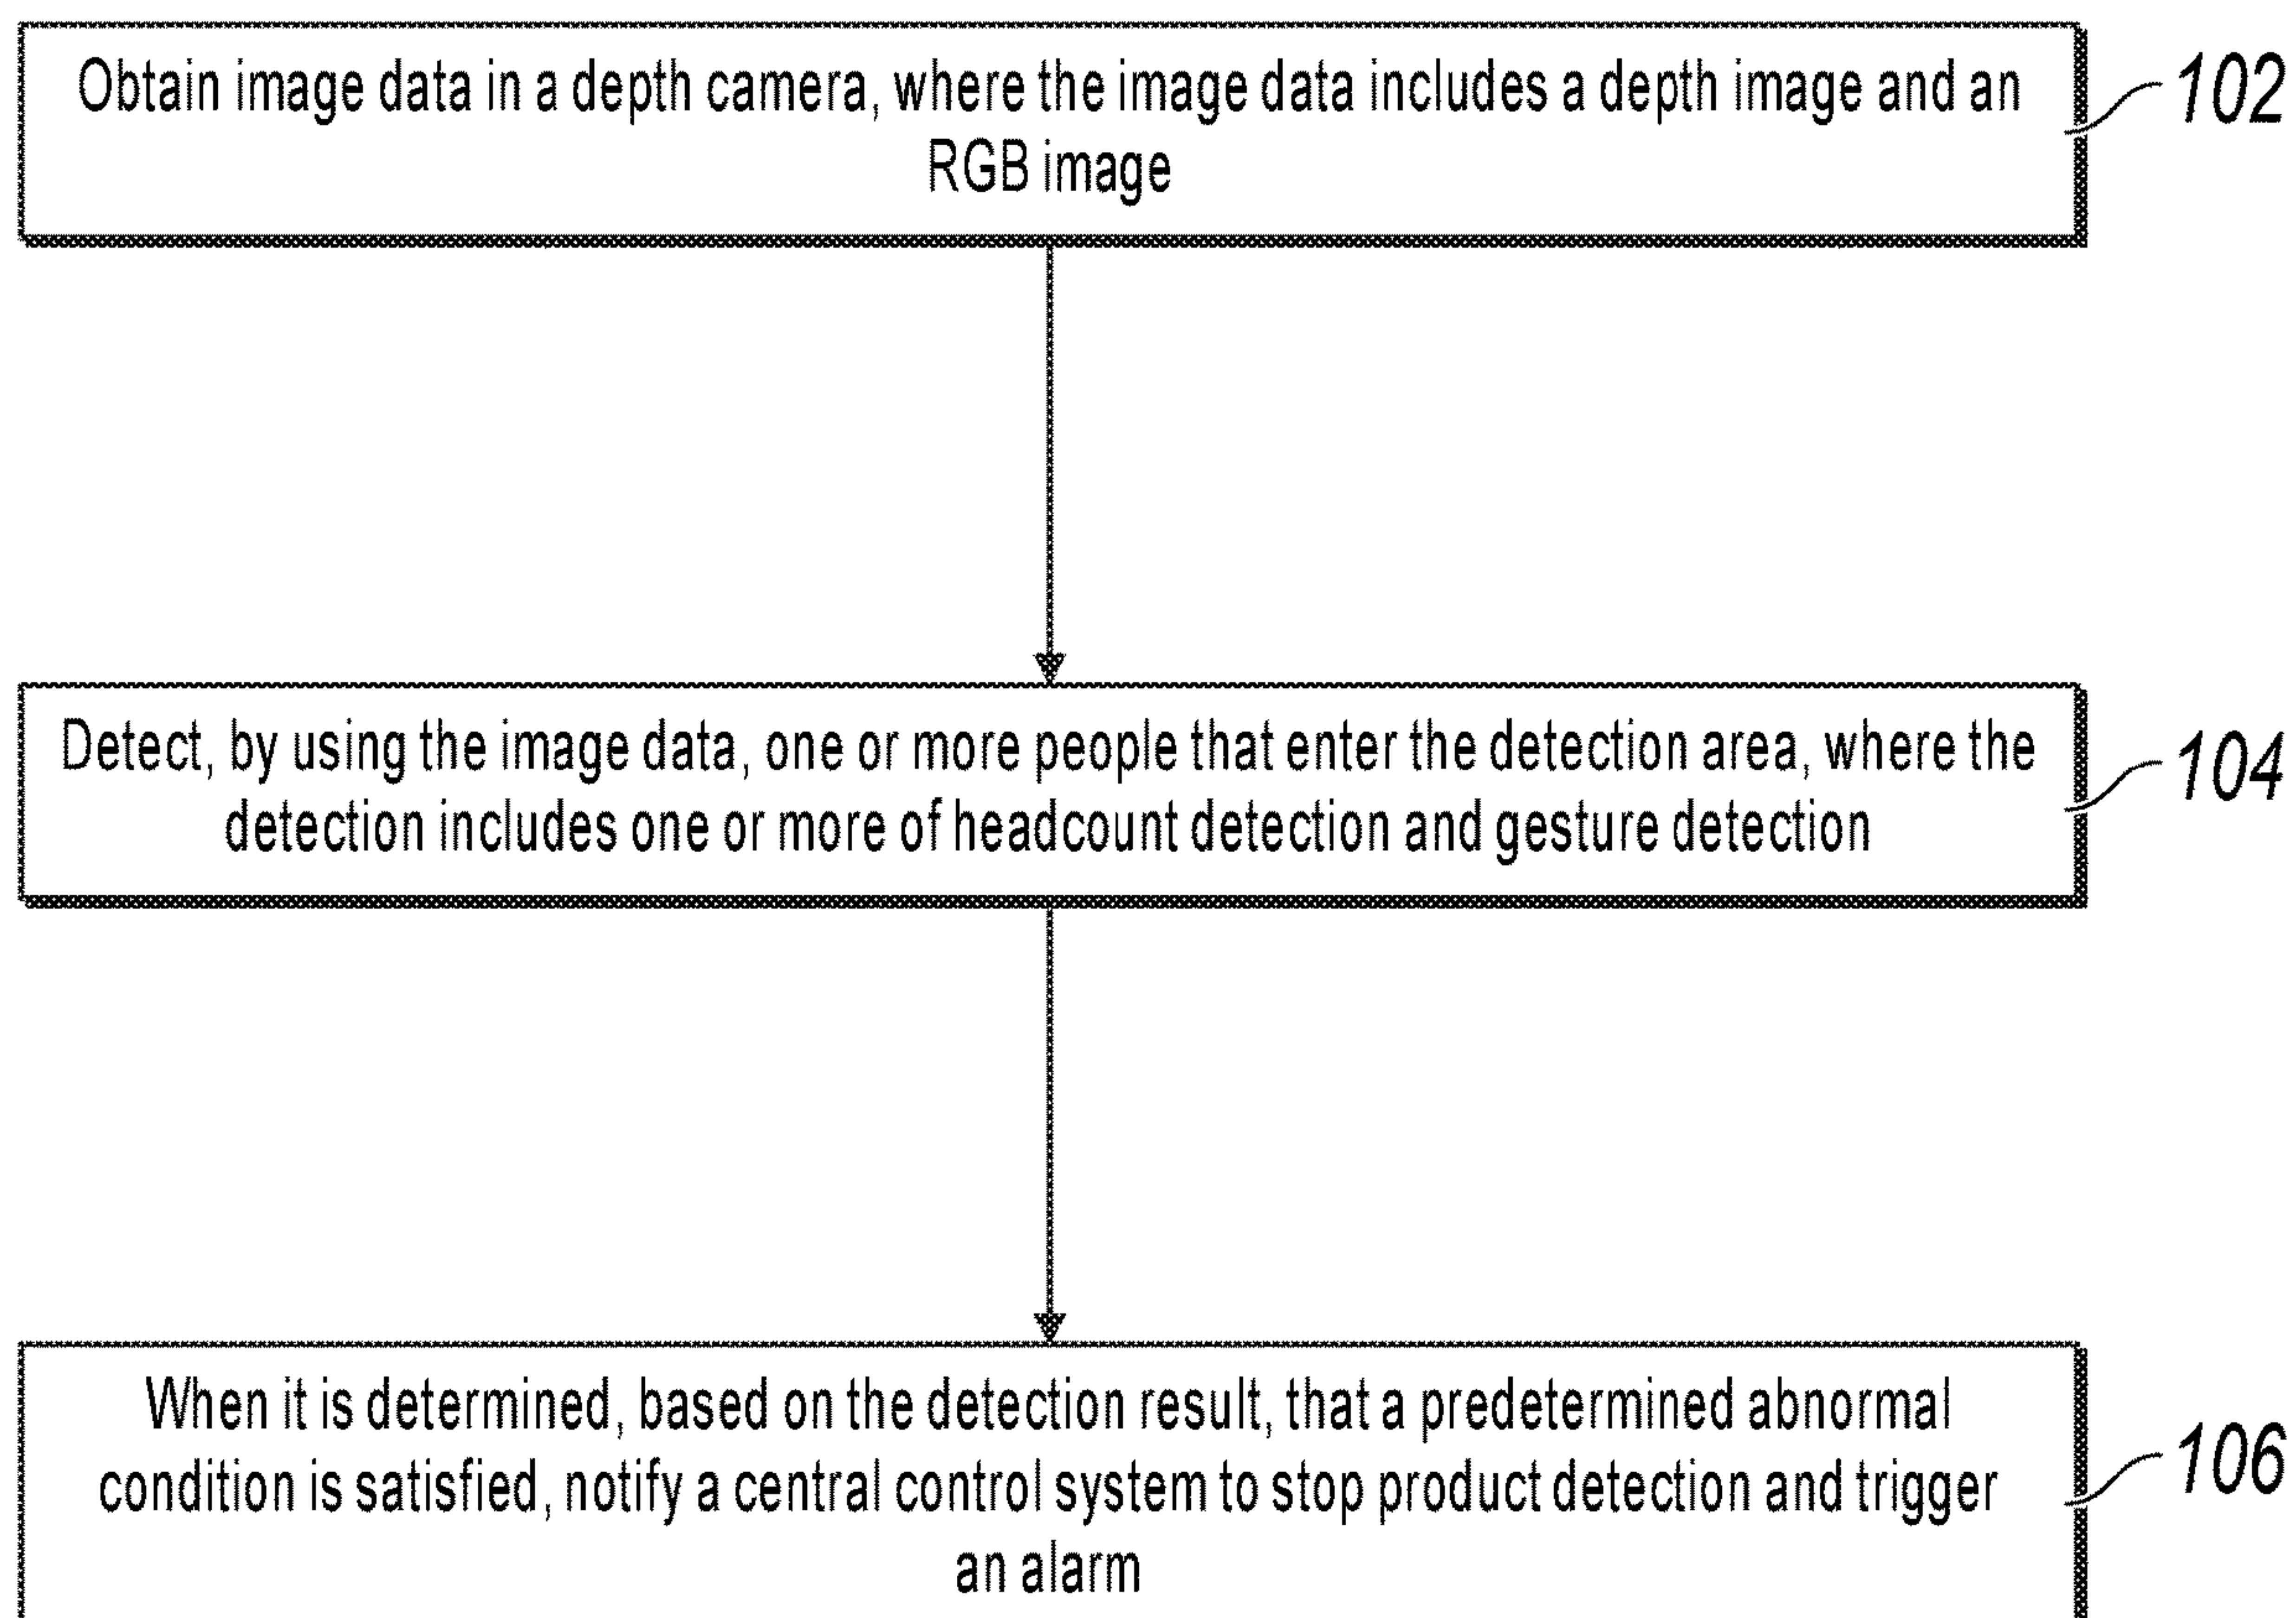 Obtain image data in a depth camera, where the image data includes a depth image and an
RGB image
102
Detect, by using the image data, one or more people that enter the detection area, where the
detection includes one or more of headcount detection and gesture detection
104
When it is determined, based on the detection result, that a predetermined abnormal
condition is satisfied, notify a central control system to stop product detection and trigger
an alarm
106